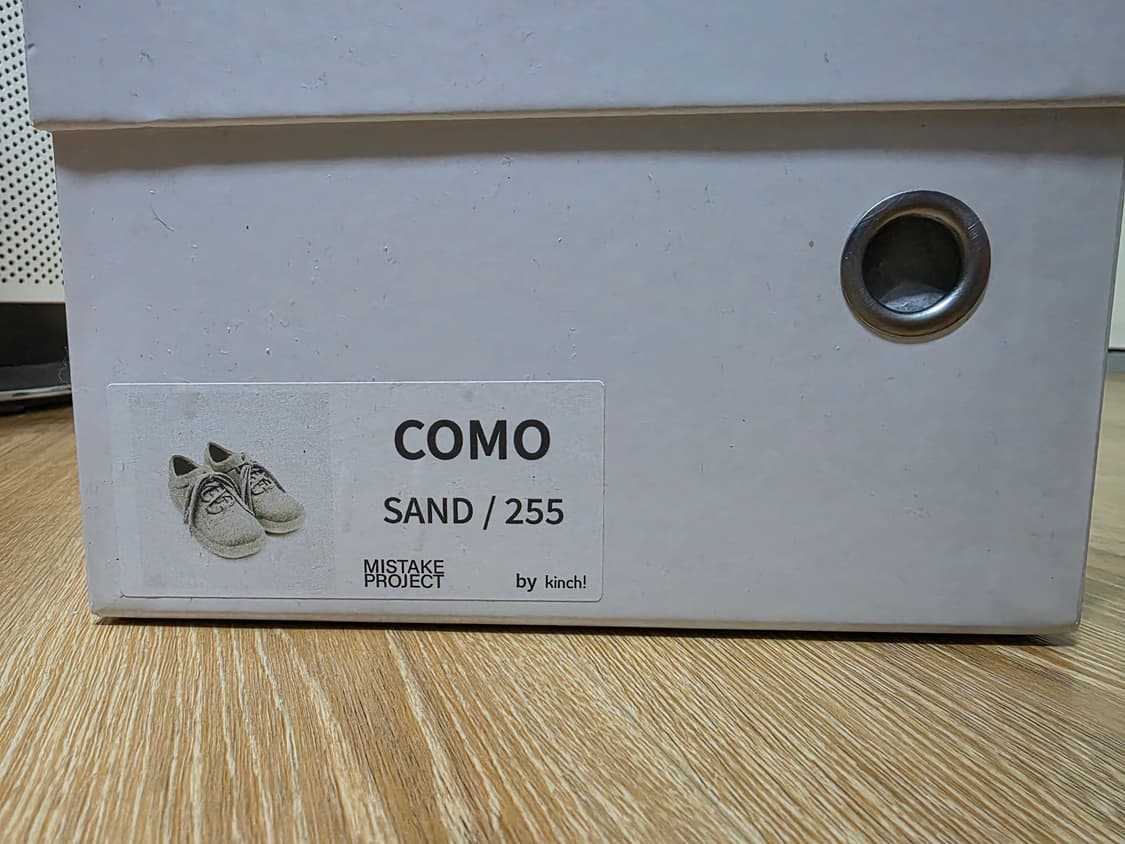 COMO
SAND / 255
MISTAKE
PROJECT
by kinch!